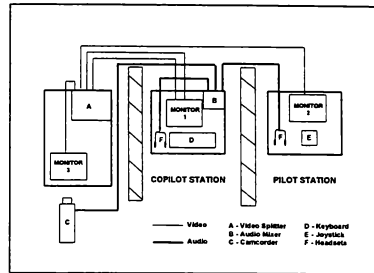 A
MONITOR
1
B
MONITOR
2
F
D
F
E
MONITOR
3
COPILOT STATION
PILOT STATION
C
Video
A - Video Splitter
D - Keyboard
Audio
B - Audio Mixer
E - Joystick
C - Camcorder
F - Headsets